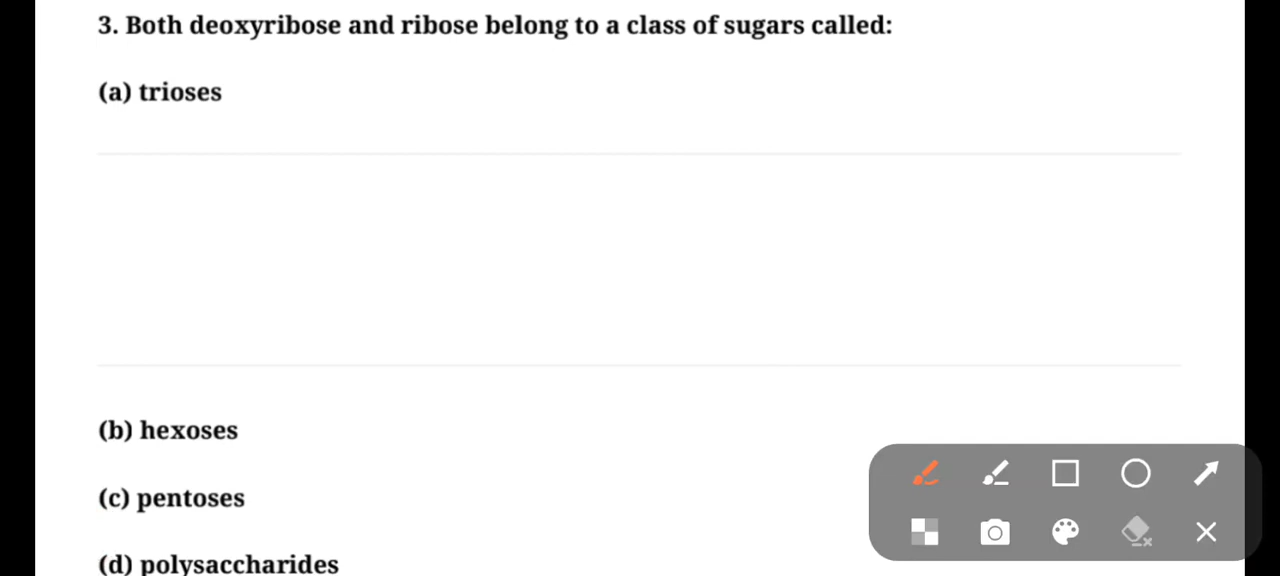 3. Both deoxyribose and ribose belong to a class of sugars called:
(a) trioses
(b) hexoses
(c) pentoses
(d) polysaccharides